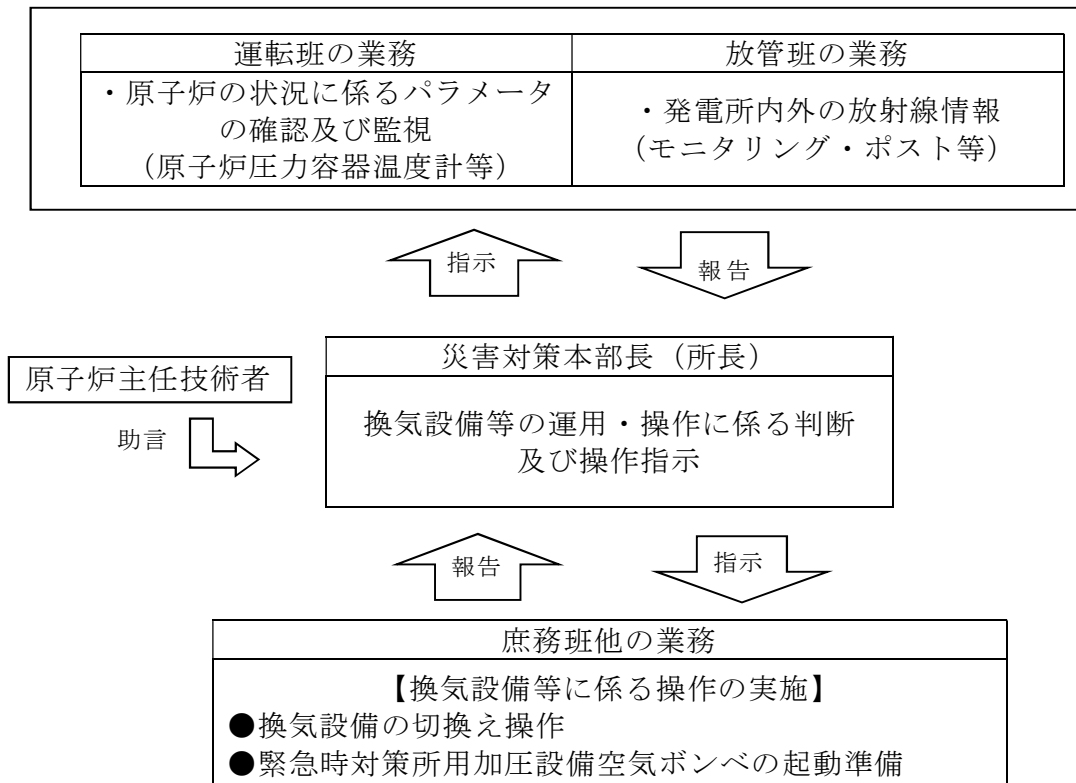 運転班の業務
放管班の業務
・原子炉の状況に係るパラメータ
の確認及び監視
(原子炉圧力容器温度計等)
・発電所内外の放射線情報
(モニタリング・ポスト等)
指示
報告
原子炉主任技術者
助言
災害対策本部長(所長)
換気設備等の運用・操作に係る判断
及び操作指示
報告
指示
庶務班他の業務
【換気設備等に係る操作の実施】
●換気設備の切換え操作
●緊急時対策所用加圧設備空気ボンベの起動準備